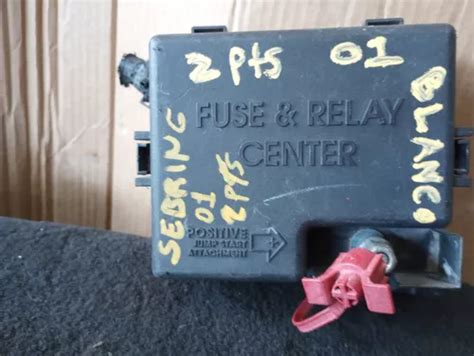 2 pts 01
BLANCO
FUSE & RELAY
CENTER
SEBRING
01
2 pts
POSITIVE
JUMP START
ATTACHMENT